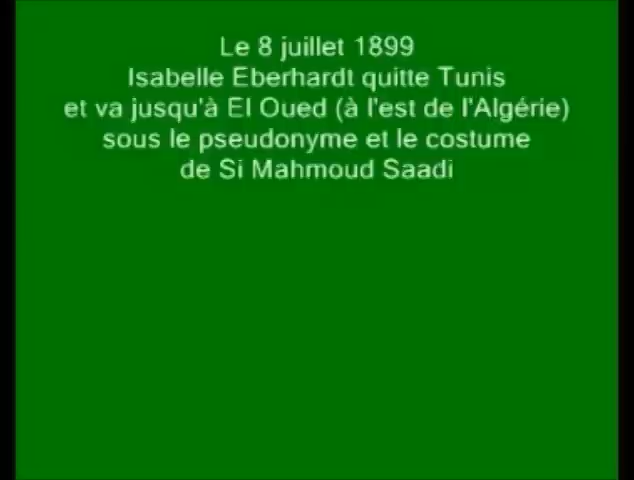 Le 8 juillet 1899
Isabelle Eberhardt quitte Tunis
et va jusqu'à El Oued (à l'est de l'Algérie)
sous le pseudonyme et le costume
de Si Mahmoud Saadi